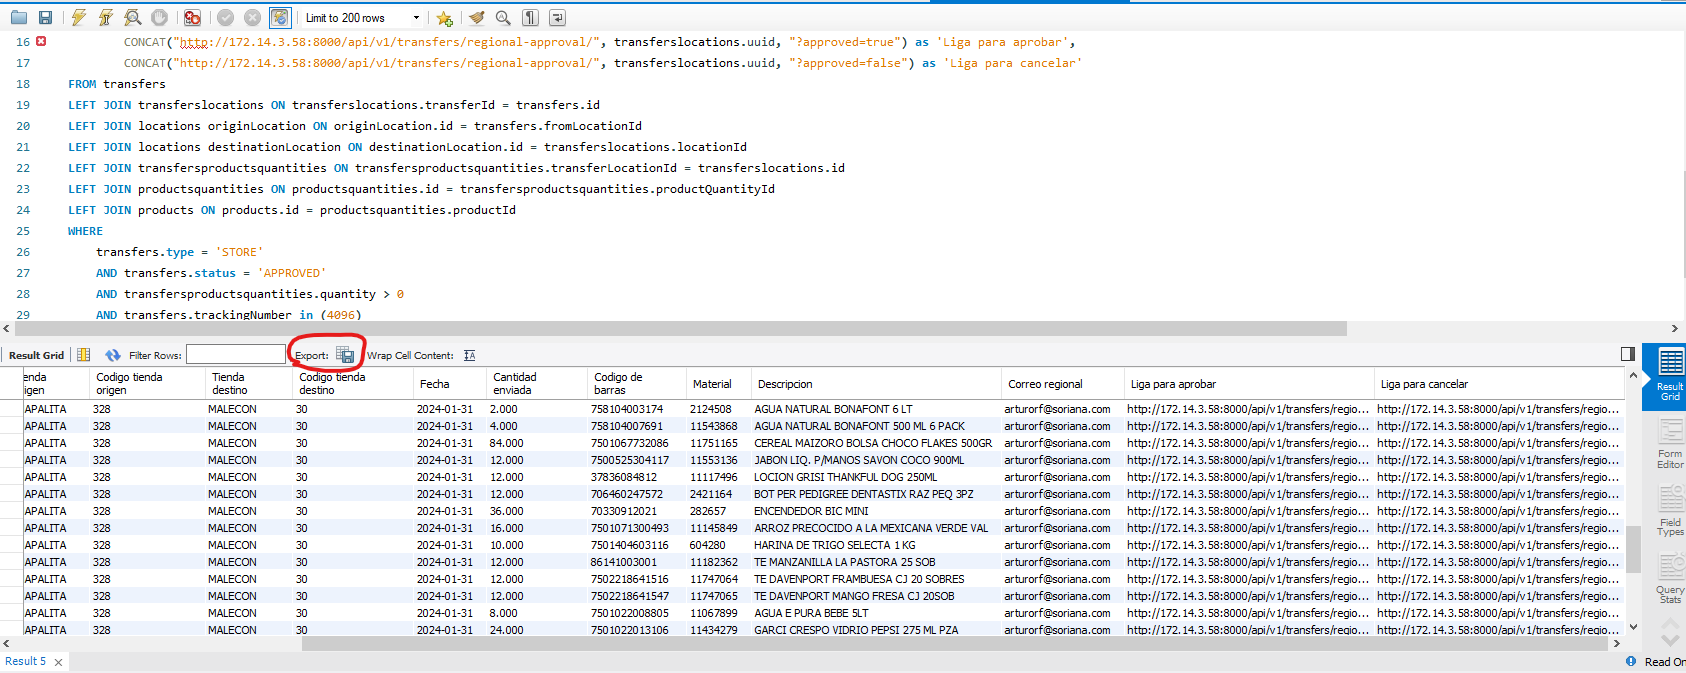 Limit to 200 rows
16 CONCAT("http://172.14.3.58:8000/api/v1/transfers/regional-approval/", transferslocations.uuid, "?approved=true") as 'Liga para aprobar',
17 CONCAT("http://172.14.3.58:8000/api/v1/transfers/regional-approval/", transferslocations.uuid, "?approved=false") as 'Liga para cancelar'
18 FROM transfers
19 LEFT JOIN transferslocations ON transferslocations.transferId = transfers.id
20 LEFT JOIN locations originLocation ON originLocation.id = transfers.fromLocationId
21 LEFT JOIN locations destinationLocation ON destinationLocation.id = transferslocations.locationId
22 LEFT JOIN transfersproductsquantities ON transfersproductsquantities.transferLocationId = transferslocations.id
23 LEFT JOIN productsquantities ON productsquantities.id = transfersproductsquantities.productQuantityId
24 LEFT JOIN products ON products.id = productsquantities.productId
25 WHERE
26 transfers.type = 'STORE'
27 AND transfers.status = 'APPROVED'
28 AND transfersproductsquantities.quantity > 0
29 AND transfers.trackingNumber in (4096)
Result Grid Filter Rows: Export: Wrap Cell Content:
enda igen Codigo tienda origen Tienda destino Codigo tienda destino Fecha Cantidad enviada Codigo de barras Material Descripcion Correo regional Liga para aprobar Liga para cancelar
APALITA 328 MALECON 30 2024-01-31 2.000 758104003174 2124508 AGUA NATURAL BONAFONT 6 LT arturorf@soriana.com http://172.14.3.58:8000/api/v1/transfers/regio... http://172.14.3.58:8000/api/v1/transfers/regio...
APALITA 328 MALECON 30 2024-01-31 4.000 758104007691 11543868 AGUA NATURAL BONAFONT 500 ML 6 PACK arturorf@soriana.com http://172.14.3.58:8000/api/v1/transfers/regio... http://172.14.3.58:8000/api/v1/transfers/regio...
APALITA 328 MALECON 30 2024-01-31 84.000 7501067732086 11751165 CEREAL MAIZORO BOLSA CHOCO FLAKES 500GR arturorf@soriana.com http://172.14.3.58:8000/api/v1/transfers/regio... http://172.14.3.58:8000/api/v1/transfers/regio...
APALITA 328 MALECON 30 2024-01-31 12.000 7500525304117 11553136 JABON LIQ. P/MANOS SAVON COCO 900ML arturorf@soriana.com http://172.14.3.58:8000/api/v1/transfers/regio... http://172.14.3.58:8000/api/v1/transfers/regio...
APALITA 328 MALECON 30 2024-01-31 12.000 37836084812 11117496 LOCION GRISI THANKFUL DOG 250ML arturorf@soriana.com http://172.14.3.58:8000/api/v1/transfers/regio... http://172.14.3.58:8000/api/v1/transfers/regio...
APALITA 328 MALECON 30 2024-01-31 12.000 706460247572 2421164 BOT PER PEDIGREE DENTASTIX RAZ PEQ 3PZ arturorf@soriana.com http://172.14.3.58:8000/api/v1/transfers/regio... http://172.14.3.58:8000/api/v1/transfers/regio...
APALITA 328 MALECON 30 2024-01-31 36.000 70330912021 282657 ENCENDEDOR BIC MINI arturorf@soriana.com http://172.14.3.58:8000/api/v1/transfers/regio... http://172.14.3.58:8000/api/v1/transfers/regio...
APALITA 328 MALECON 30 2024-01-31 16.000 7501071300493 11145849 ARROZ PRECOCIDO A LA MEXICANA VERDE VAL arturorf@soriana.com http://172.14.3.58:8000/api/v1/transfers/regio... http://172.14.3.58:8000/api/v1/transfers/regio...
APALITA 328 MALECON 30 2024-01-31 10.000 7501404603116 604280 HARINA DE TRIGO SELECTA 1 KG arturorf@soriana.com http://172.14.3.58:8000/api/v1/transfers/regio... http://172.14.3.58:8000/api/v1/transfers/regio...
APALITA 328 MALECON 30 2024-01-31 12.000 86141003001 11182362 TE MANZANILLA LA PASTORA 25 SOB arturorf@soriana.com http://172.14.3.58:8000/api/v1/transfers/regio... http://172.14.3.58:8000/api/v1/transfers/regio...
APALITA 328 MALECON 30 2024-01-31 12.000 7502218641516 11747064 TE DAVENPORT FRAMBUESA CJ 20 SOBRES arturorf@soriana.com http://172.14.3.58:8000/api/v1/transfers/regio... http://172.14.3.58:8000/api/v1/transfers/regio...
APALITA 328 MALECON 30 2024-01-31 12.000 7502218641547 11747065 TE DAVENPORT MANGO FRESA CJ 20SOB arturorf@soriana.com http://172.14.3.58:8000/api/v1/transfers/regio... http://172.14.3.58:8000/api/v1/transfers/regio...
APALITA 328 MALECON 30 2024-01-31 8.000 7501022008805 11067899 AGUA E PURA BEBE 5LT arturorf@soriana.com http://172.14.3.58:8000/api/v1/transfers/regio... http://172.14.3.58:8000/api/v1/transfers/regio...
APALITA 328 MALECON 30 2024-01-31 24.000 7501022013106 11434279 GARCI CRESPO VIDRIO PEPSI 275 ML PZA arturorf@soriana.com http://172.14.3.58:8000/api/v1/transfers/regio... http://172.14.3.58:8000/api/v1/transfers/regio...
Result
Grid
Form
Editor
Field
Types
Query
Stats
Result 5
Read On